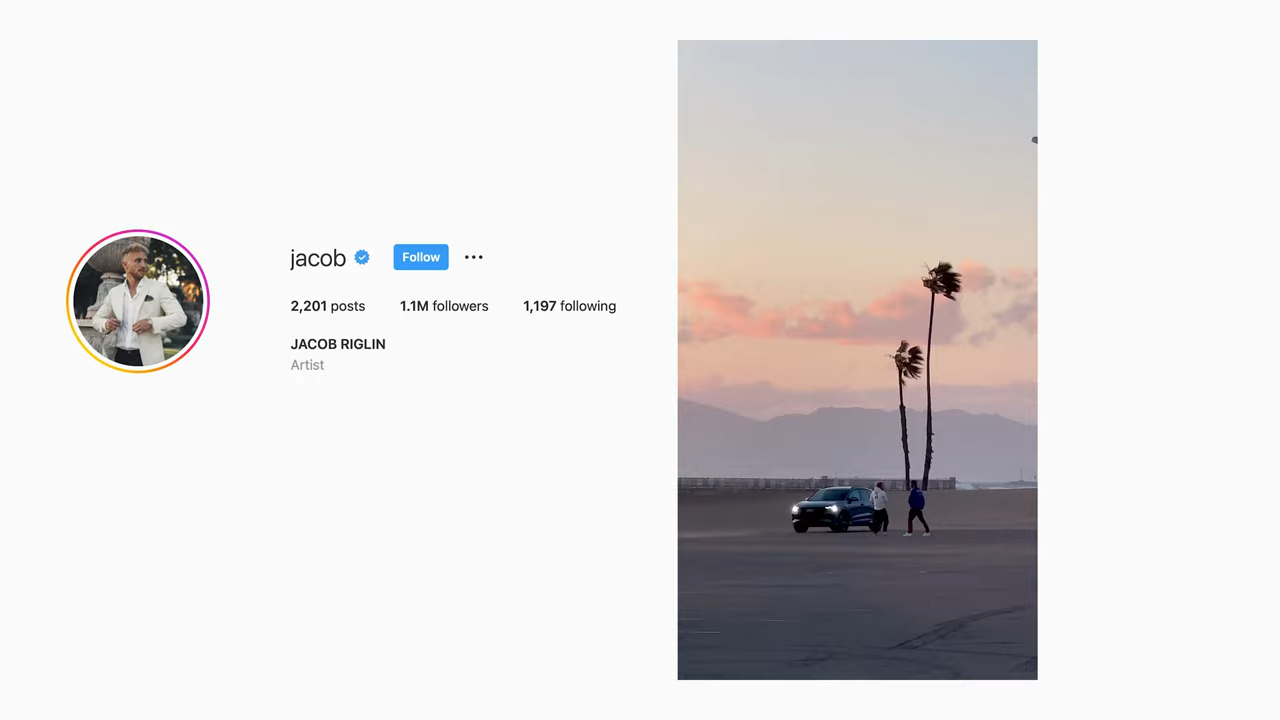 jacob Follow
2,201 posts 1.1M followers 1,197 following
JACOB RIGLIN
Artist